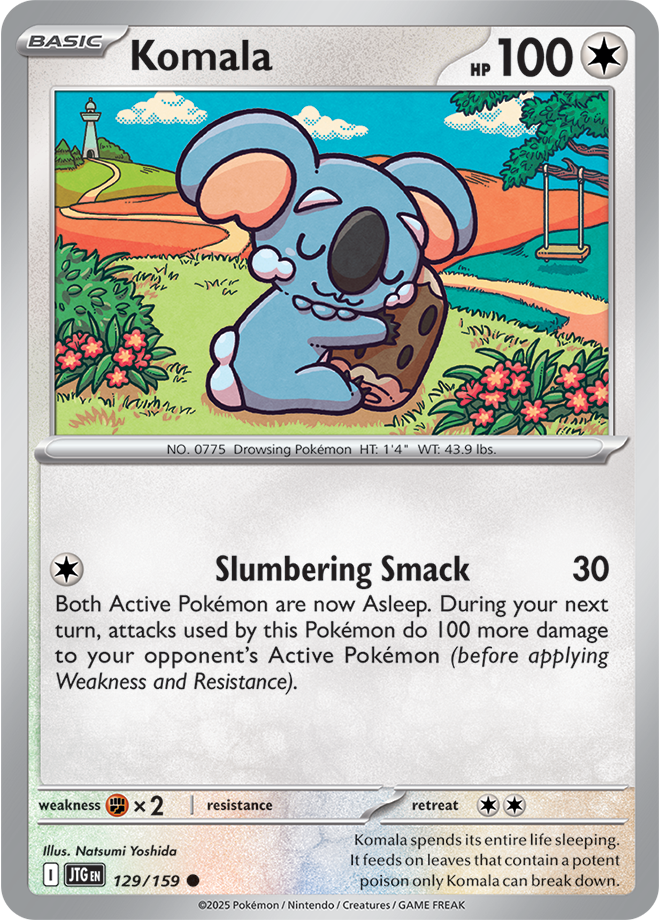 BASIC Komala HP 100
NO. 0775 Drowsing Pokémon HT: 1'4" WT: 43.9 lbs.
Slumbering Smack 30
Both Active Pokémon are now Asleep. During your next
turn, attacks used by this Pokémon do 100 more damage
to your opponent's Active Pokémon (before applying
Weakness and Resistance).
weakness ×2 resistance retreat
Illus. Natsumi Yoshida
I JTG EN 129/159
Komala spends its entire life sleeping.
It feeds on leaves that contain a potent
poison only Komala can break down.
©2025 Pokémon / Nintendo / Creatures / GAME FREAK